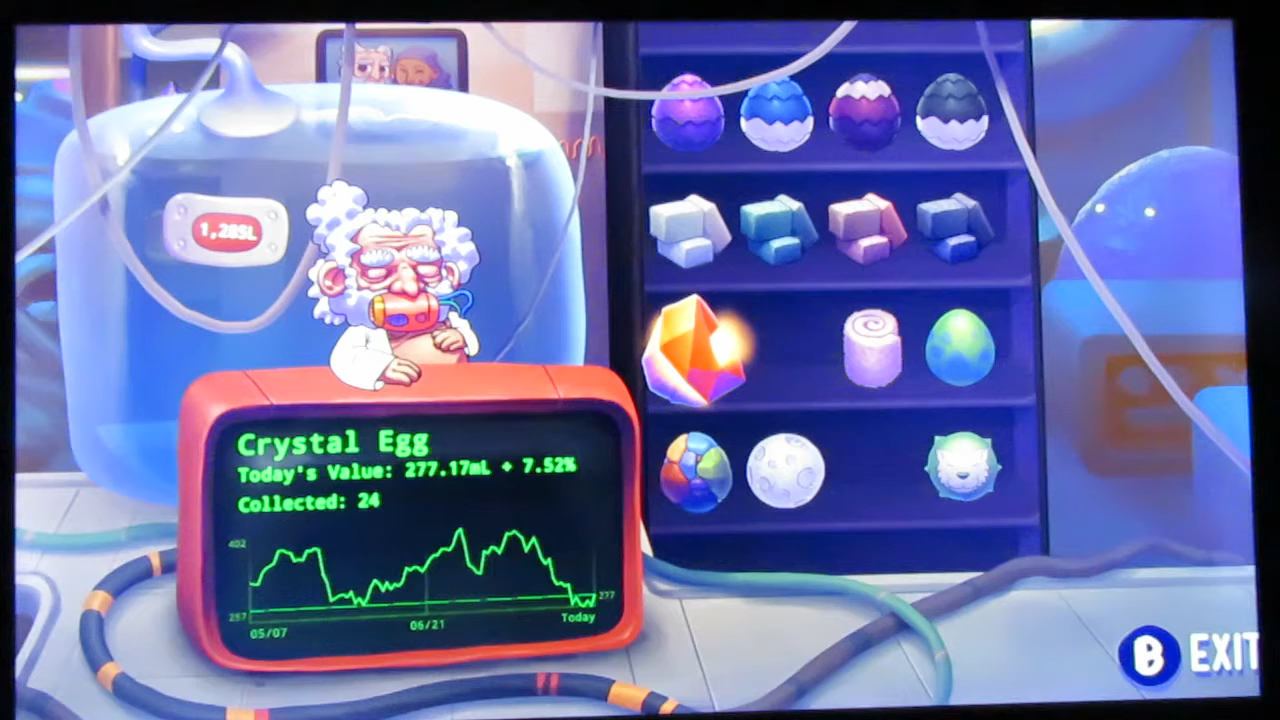 1,285L
Crystal Egg
Today's Value: 277.17mL + 7.52%
Collected: 24
402
277
257
05/07
06/21
Today
B EXIT